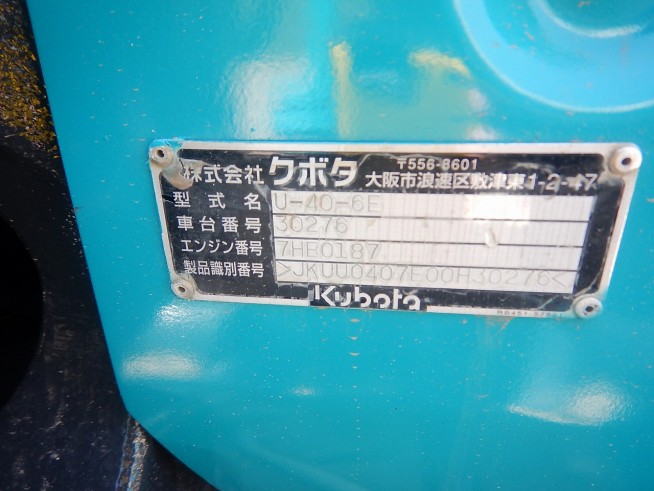 株式会社 クボタ 〒556-8601
大阪市浪速区敷津東1-2-47
型式名 U-40-6E
車台番号 30276
エンジン番号 7HE0187
製品識別番号 >JKUU0407E00H30276<
Kubota